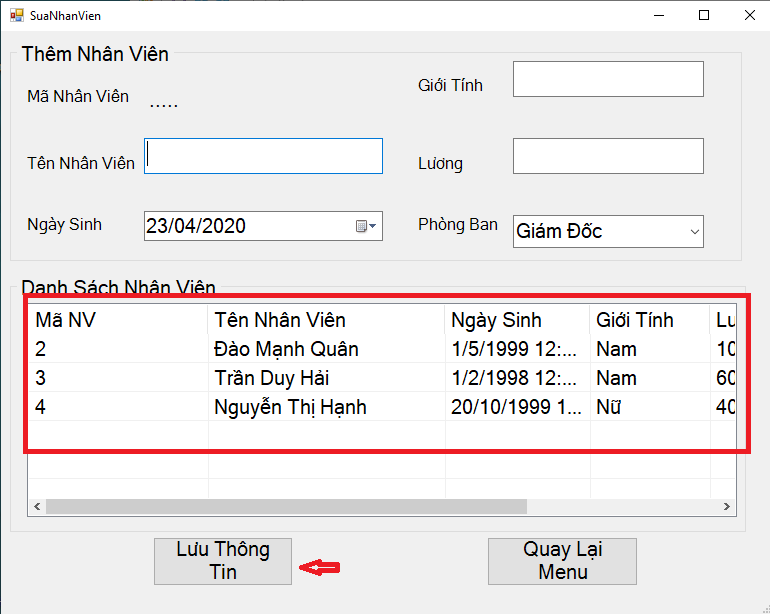 SuaNhanVien
Thêm Nhân Viên
Mã Nhân Viên .....
Giới Tính
Tên Nhân Viên
Lương
Ngày Sinh 23/04/2020
Phòng Ban Giám Đốc
Danh Sách Nhân Viên
Mã NV Tên Nhân Viên Ngày Sinh Giới Tính Lu
2 Đào Mạnh Quân 1/5/1999 12:... Nam 10
3 Trần Duy Hải 1/2/1998 12:... Nam 60
4 Nguyễn Thị Hạnh 20/10/1999 1... Nữ 40
Lưu Thông
Tin
Quay Lại
Menu